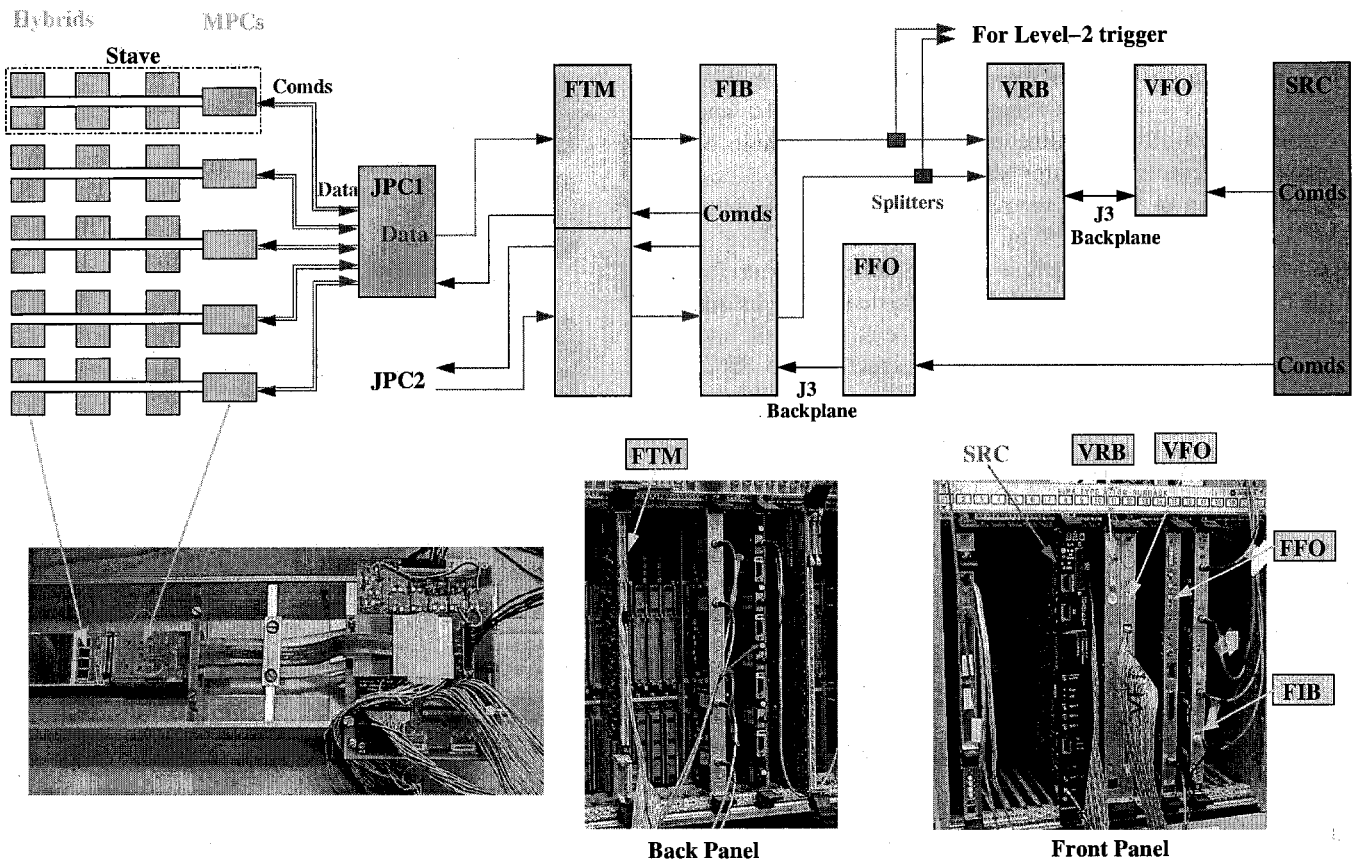 Hybrids MPCs
Stave
Comds
Data
JPC1
Data
JPC2
FTM
FIB
Comds
For Level-2 trigger
Splitters
VRB
VFO
SRC
Comds
J3
Backplane
FFO
Comds
J3
Backplane
FTM
SRC
VRB
VFO
FFO
FIB
Back Panel
Front Panel